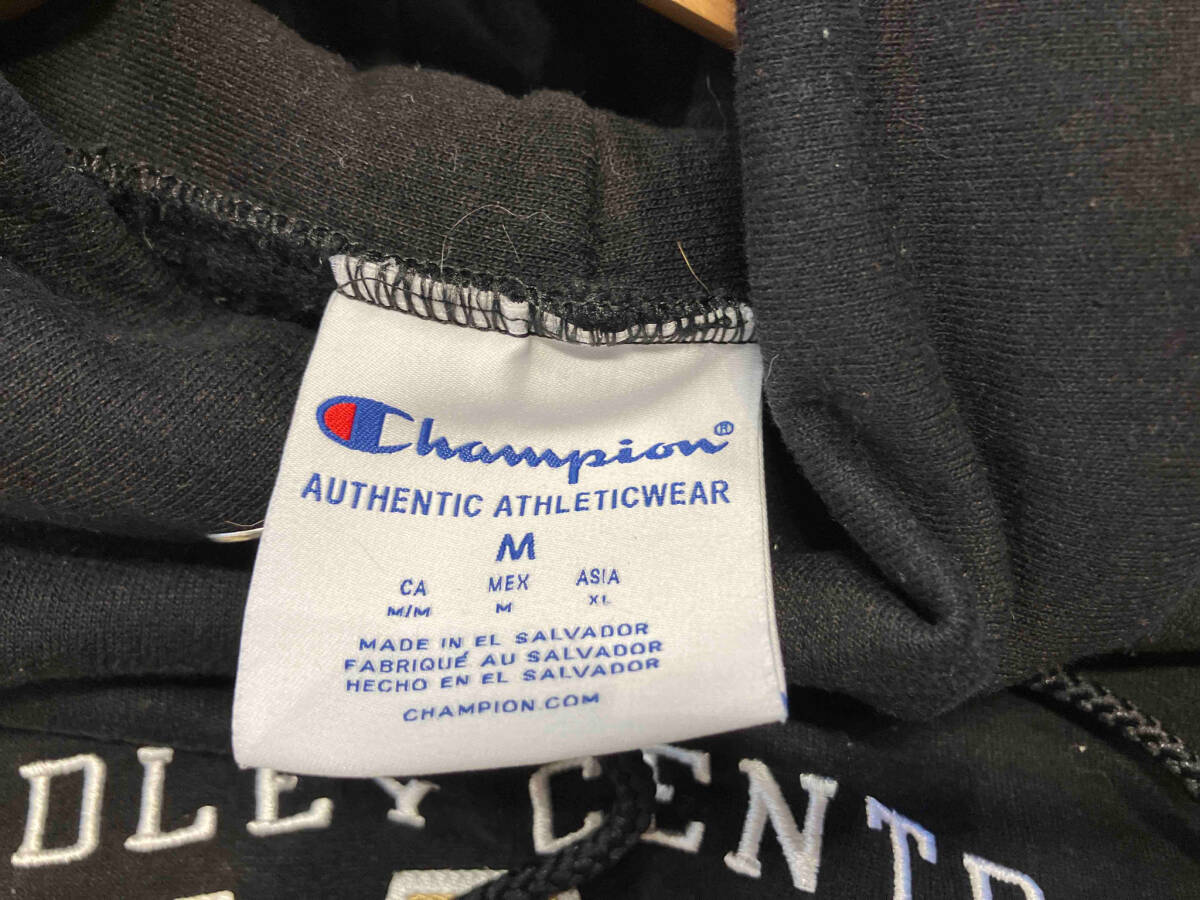 Champion®
AUTHENTIC ATHLETICWEAR
M
CA MEX ASIA
M/M M XL
MADE IN EL SALVADOR
FABRIQUÉ AU SALVADOR
HECHO EN EL SALVADOR
CHAMPION.COM
DLEY CENTR